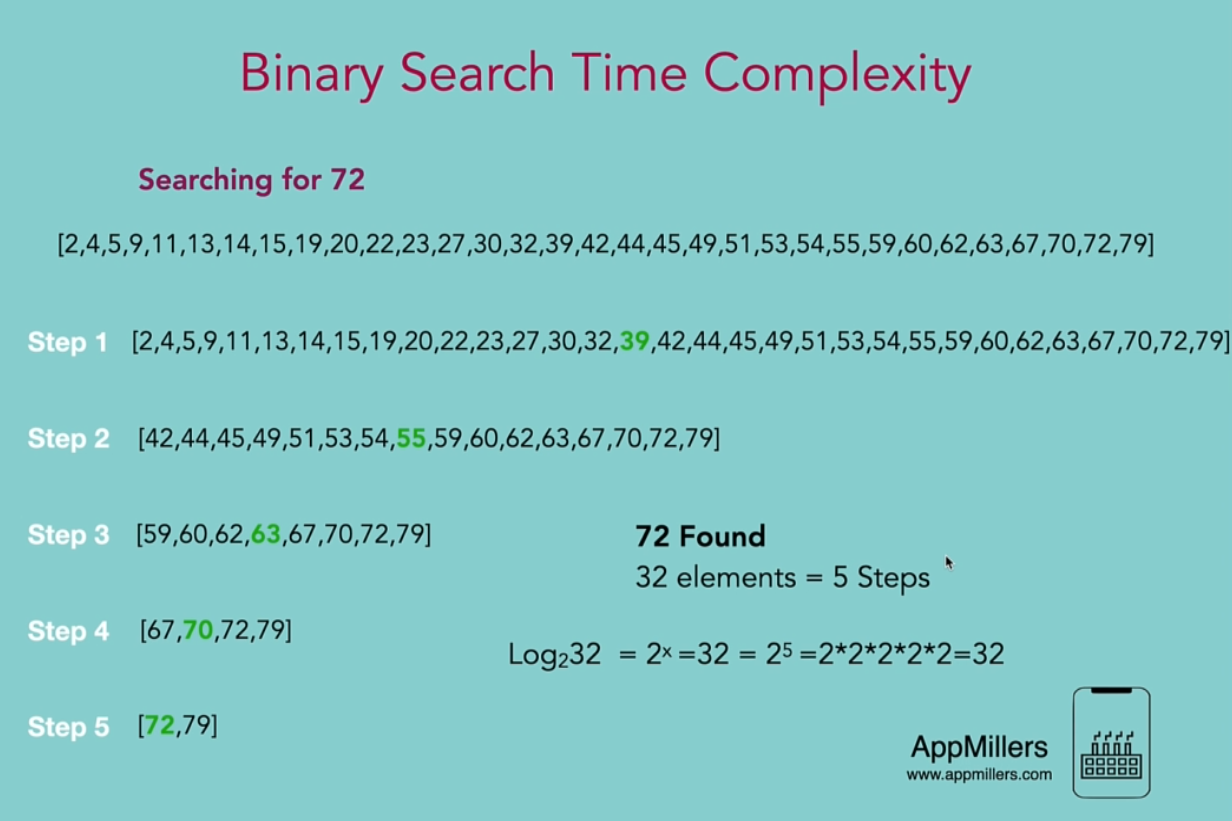 Binary Search Time Complexity
Searching for 72
[2,4,5,9,11,13,14,15,19,20,22,23,27,30,32,39,42,44,45,49,51,53,54,55,59,60,62,63,67,70,72,79]
Step 1 [2,4,5,9,11,13,14,15,19,20,22,23,27,30,32,39,42,44,45,49,51,53,54,55,59,60,62,63,67,70,72,79]
Step 2 [42,44,45,49,51,53,54,55,59,60,62,63,67,70,72,79]
Step 3 [59,60,62,63,67,70,72,79]
72 Found
32 elements = 5 Steps
Step 4 [67,70,72,79]
Log₂32 = 2ˣ =32 = 2⁵ =2*2*2*2*2=32
Step 5 [72,79]
AppMillers
www.appmillers.com